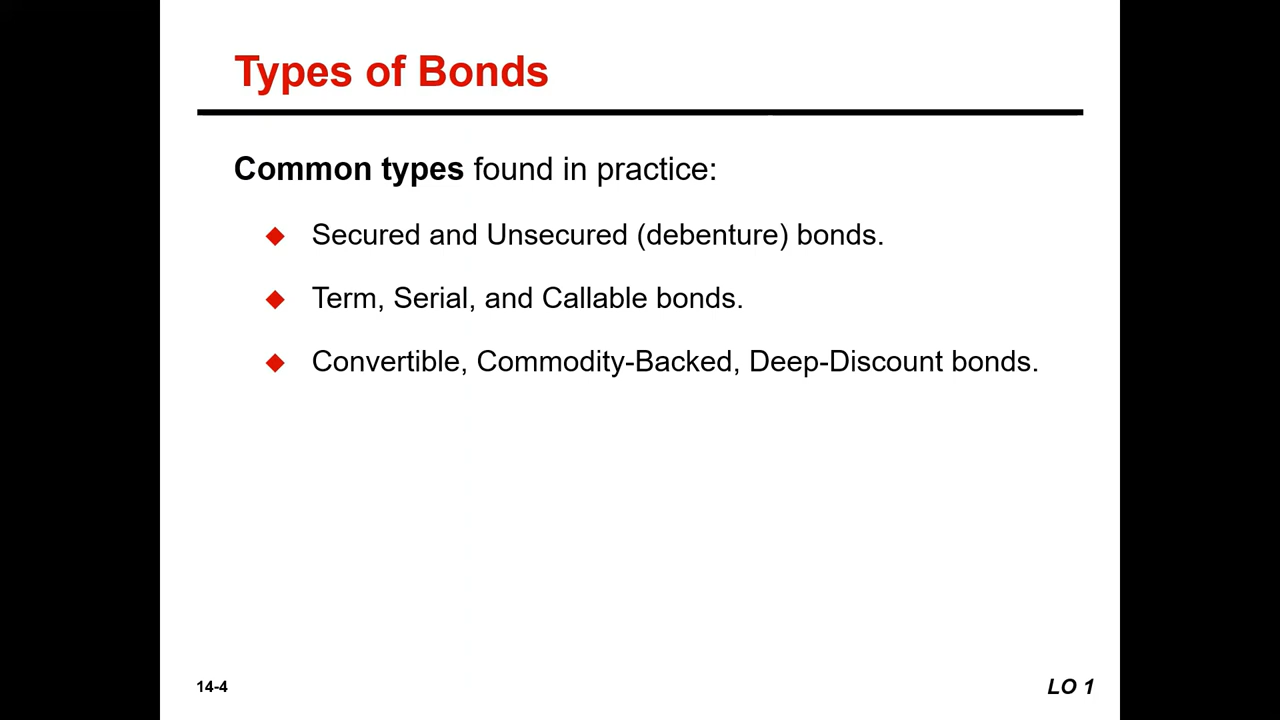 Types of Bonds
Common types found in practice:
Secured and Unsecured (debenture) bonds.
Term, Serial, and Callable bonds.
Convertible, Commodity-Backed, Deep-Discount bonds.
14-4
LO 1